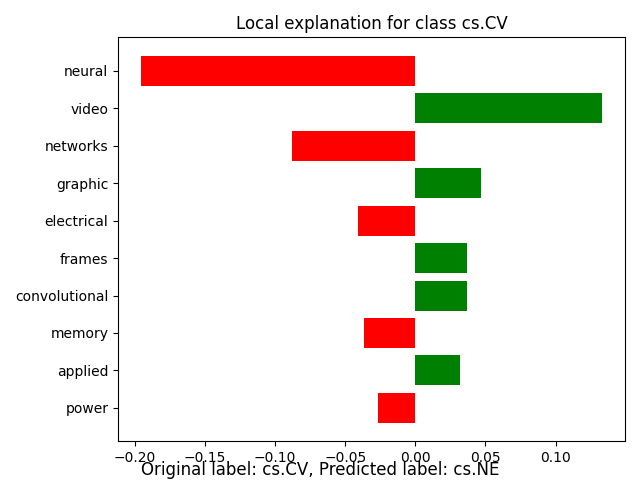 Local explanation for class cs.CV
neural
video
networks
graphic
electrical
frames
convolutional
memory
applied
power
−0.20 −0.15 −0.10 −0.05 0.00 0.05 0.10
Original label: cs.CV, Predicted label: cs.NE